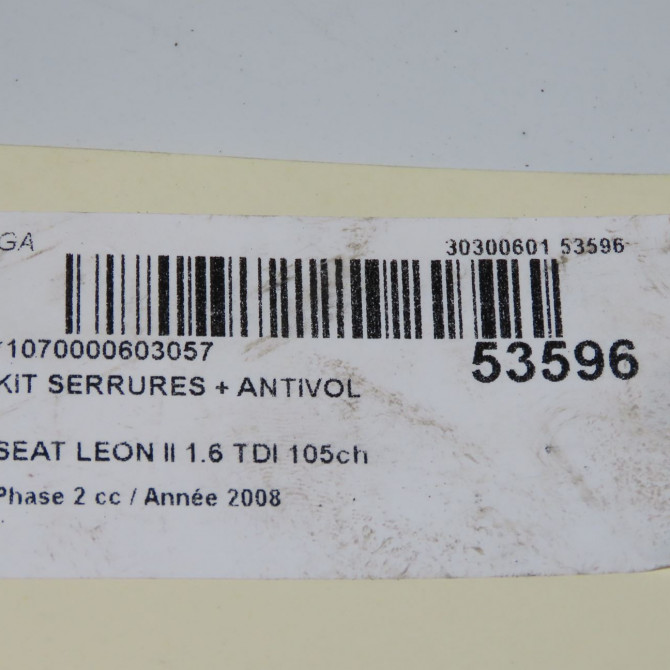 GA 30300601 53596
1070000603057 53596
KIT SERRURES + ANTIVOL
SEAT LEON II 1.6 TDI 105ch
Phase 2 cc / Année 2008